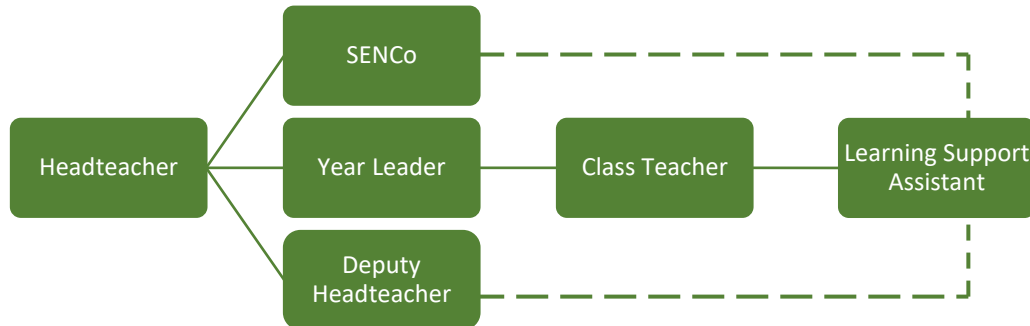 SENCo
Headteacher
Year Leader
Class Teacher
Learning Support
Assistant
Deputy
Headteacher